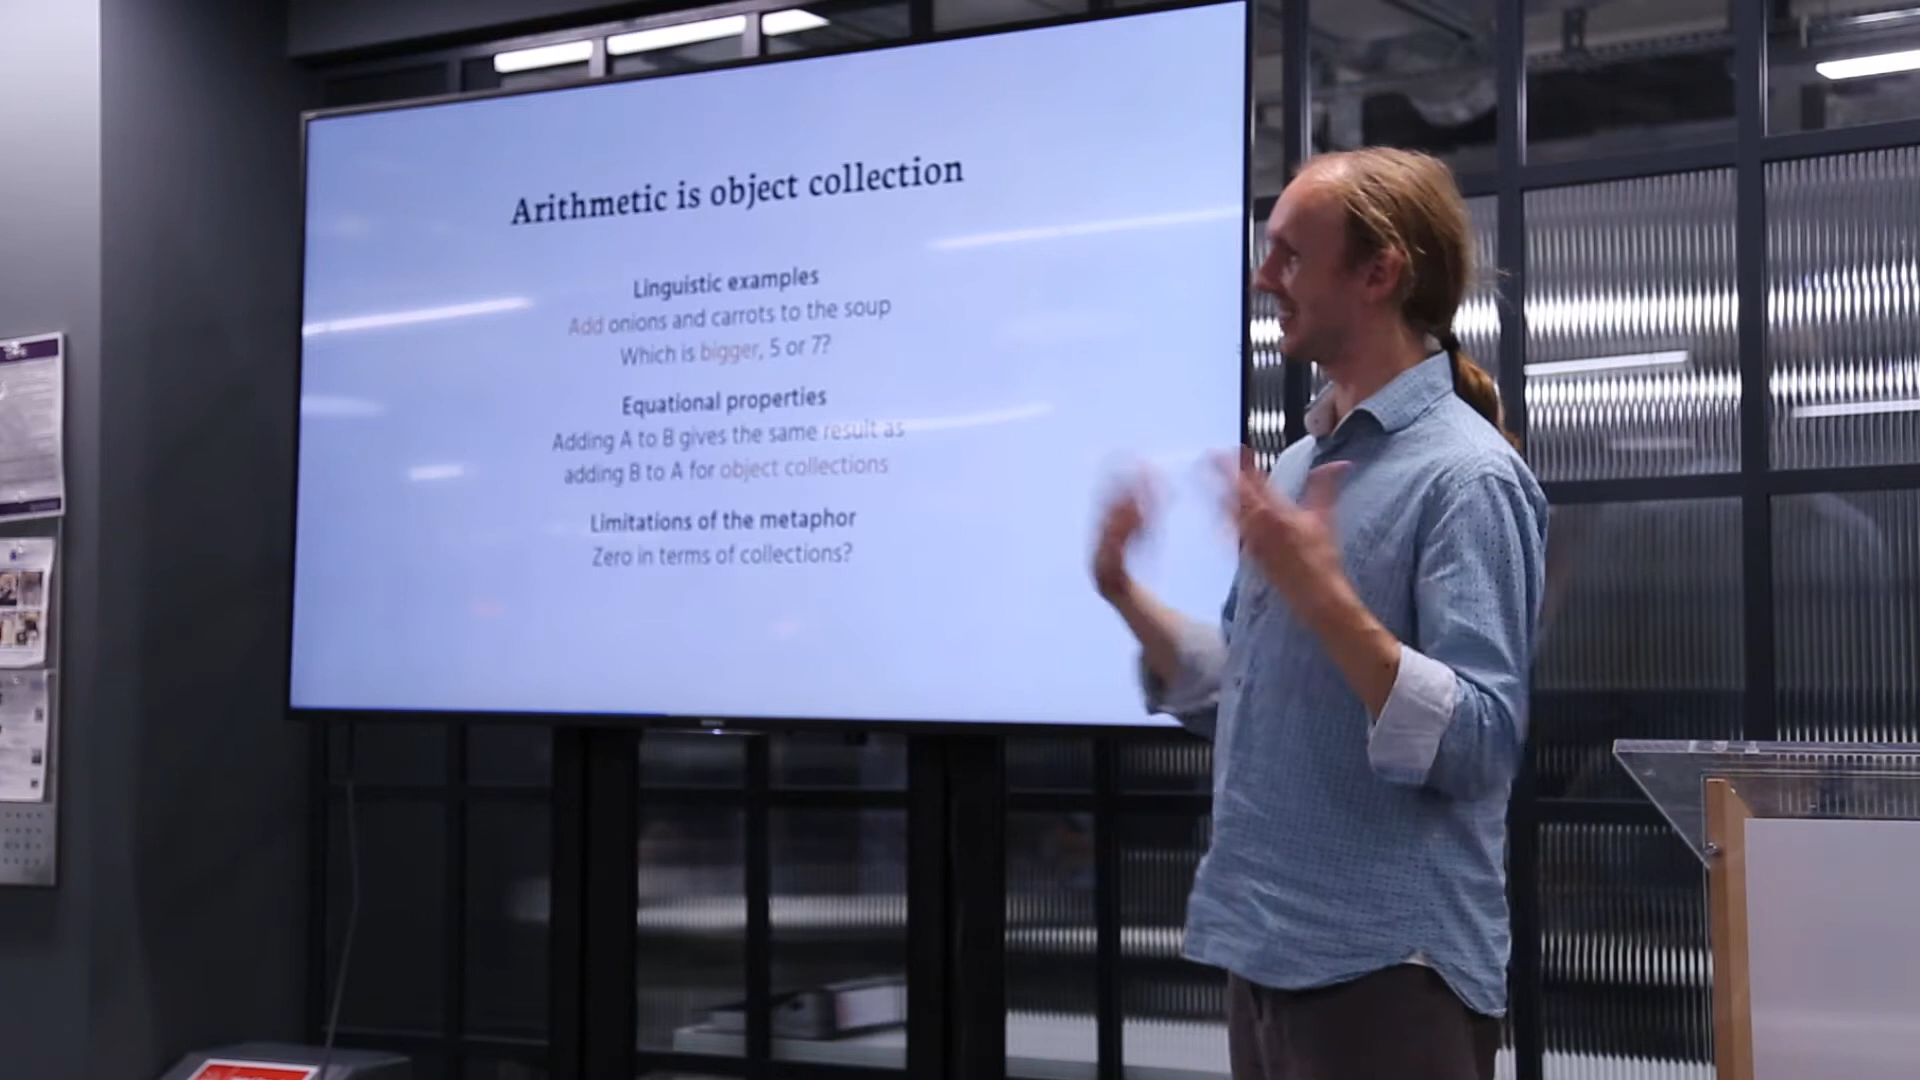 Arithmetic is object collection
Linguistic examples
Add onions and carrots to the soup
Which is bigger, 5 or 7?
Equational properties
Adding A to B gives the same result as
adding B to A for object collections
Limitations of the metaphor
Zero in terms of collections?